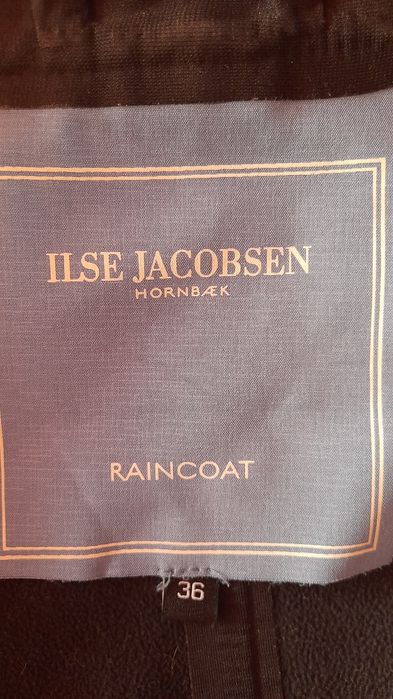 ILSE JACOBSEN
HORNBÆK
RAINCOAT
36